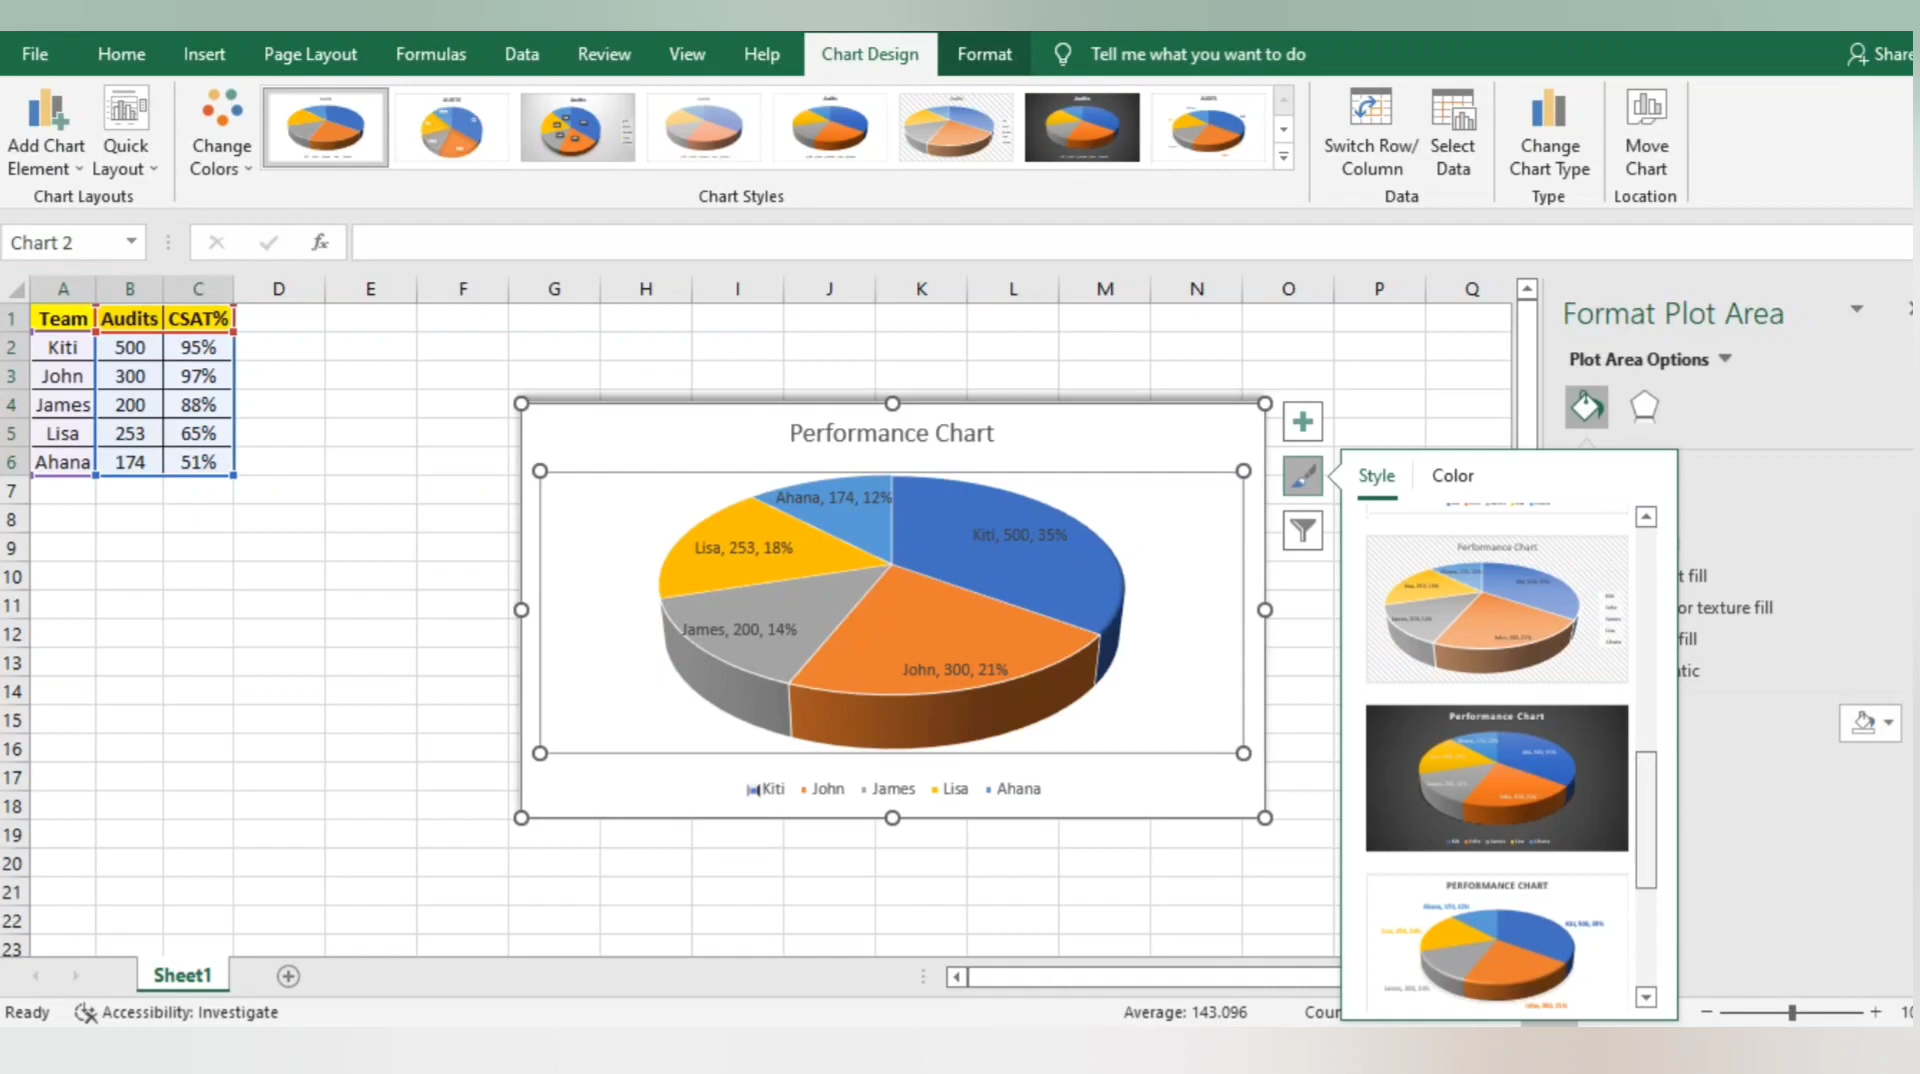 File Home Insert Page Layout Formulas Data Review View Help Chart Design Format Tell me what you want to do Share
Add Chart Element Quick Layout Change Colors Switch Row/ Column Select Data Change Chart Type Move Chart
Chart Layouts Chart Styles Data Type Location
Chart 2 fx
A B C D E F G H I J K L M N O P Q
1 Team Audits CSAT%
2 Kiti 500 95%
3 John 300 97%
4 James 200 88%
5 Lisa 253 65%
6 Ahana 174 51%
7
8
9
10
11
12
13
14
15
16
17
18
19
20
21
22
23
Performance Chart
Ahana, 174, 12%
Kiti, 500, 35%
Lisa, 253, 18%
James, 200, 14%
John, 300, 21%
Kiti John James Lisa Ahana
Format Plot Area
Plot Area Options
Style Color
Performance Chart
Performance Chart
PERFORMANCE CHART
t fill
or texture fill
fill
tic
Sheet1
Ready Accessibility: Investigate Average: 143.096 Cour